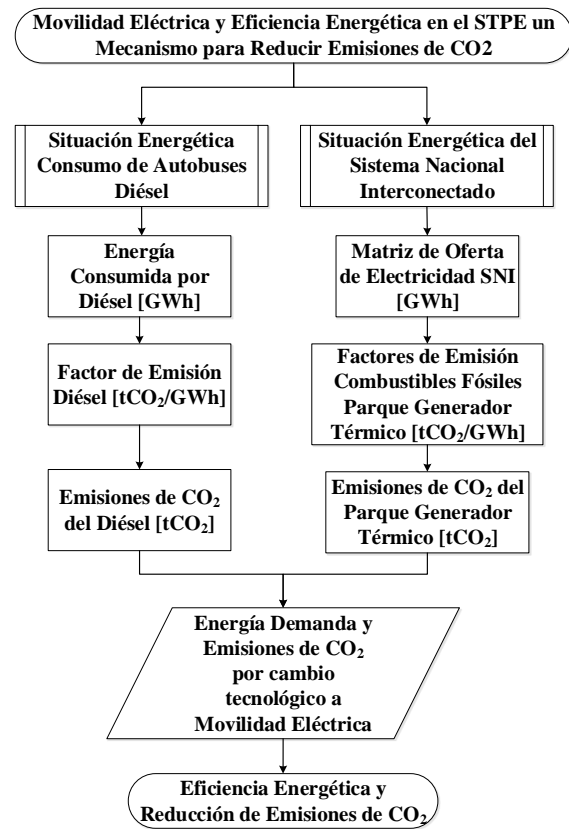 Movilidad Eléctrica y Eficiencia Energética en el STPE un
Mecanismo para Reducir Emisiones de CO2
Situación Energética
Consumo de Autobuses
Diésel
Situación Energética del
Sistema Nacional
Interconectado
Energía
Consumida por
Diésel [GWh]
Matriz de Oferta
de Electricidad SNI
[GWh]
Factor de Emisión
Diésel [tCO₂/GWh]
Factores de Emisión
Combustibles Fósiles
Parque Generador
Térmico [tCO₂/GWh]
Emisiones de CO₂
del Diésel [tCO₂]
Emisiones de CO₂ del
Parque Generador
Térmico [tCO₂]
Energía Demanda y
Emisiones de CO₂
por cambio
tecnológico a
Movilidad Eléctrica
Eficiencia Energética y
Reducción de Emisiones de CO₂